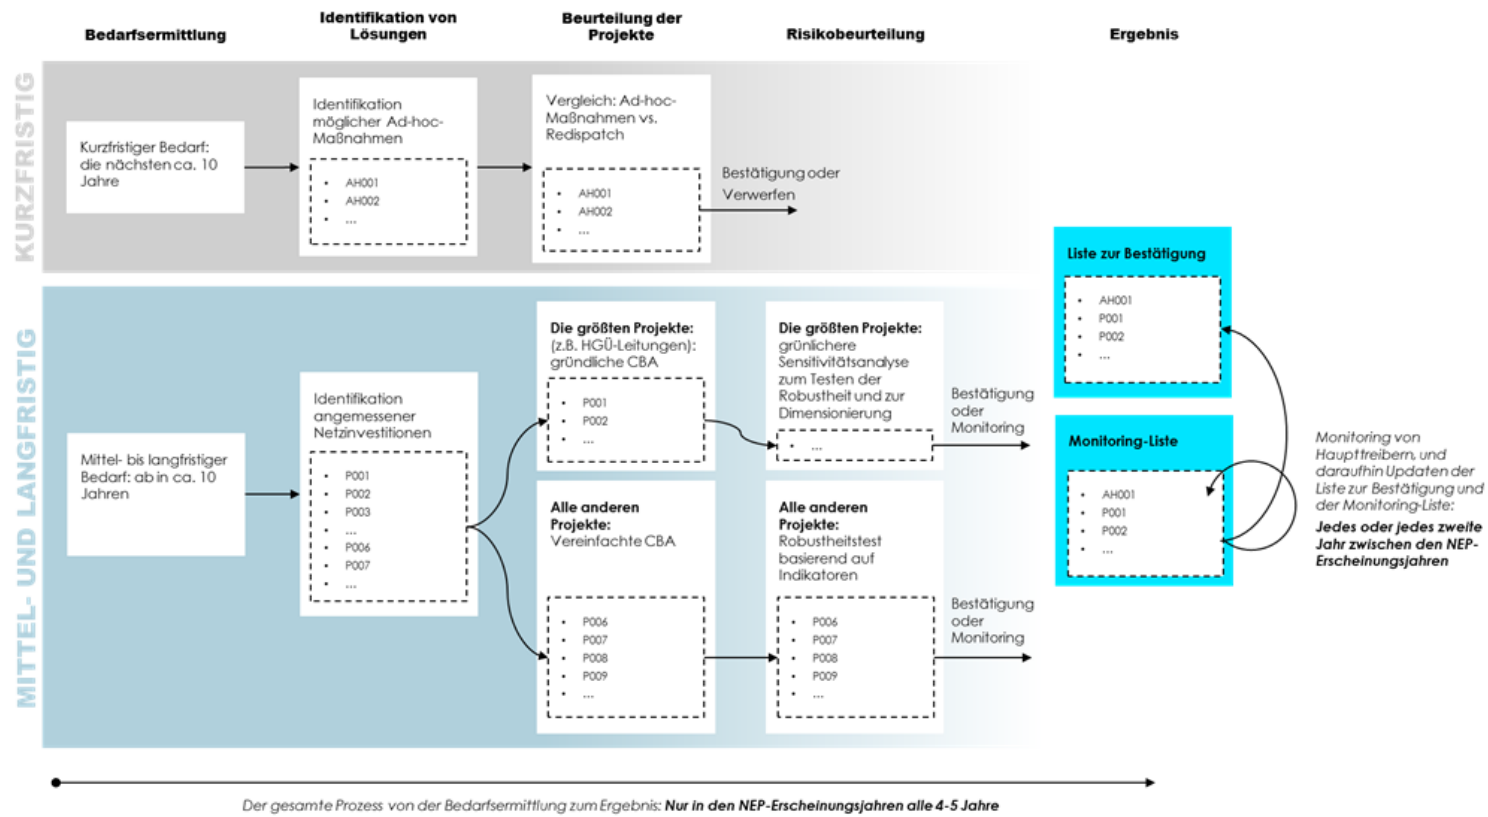 Bedarfsermittlung
Identifikation von
Lösungen
Beurteilung der
Projekte
Risikobeurteilung
Ergebnis
KURZFRISTIG
Kurzfristiger Bedarf:
die nächsten ca. 10
Jahre
Identifikation
möglicher Ad-hoc-
Maßnahmen
• AH001
• AH002
• ...
Vergleich: Ad-hoc-
Maßnahmen vs.
Redispatch
• AH001
• AH002
• ...
Bestätigung oder
Verwerfen
MITTEL- UND LANGFRISTIG
Mittel- bis langfristiger
Bedarf: ab in ca. 10
Jahren
Identifikation
angemessener
Netzinvestitionen
• P001
• P002
• P003
• ...
• P006
• P007
• ...
Die größten Projekte:
(z.B. HGÜ-Leitungen):
gründliche CBA
• P001
• P002
• ...
Die größten Projekte:
grünlichere
Sensitivitätsanalyse
zum Testen der
Robustheit und zur
Dimensionierung
• ...
Bestätigung
oder
Monitoring
Alle anderen
Projekte:
Vereinfachte CBA
• P006
• P007
• P008
• P009
• ...
Alle anderen
Projekte:
Robustheitstest
basierend auf
Indikatoren
• P006
• P007
• P008
• P009
• ...
Bestätigung
oder
Monitoring
Liste zur Bestätigung
• AH001
• P001
• P002
• ...
Monitoring-Liste
• AH001
• P001
• P002
• ...
Monitoring von
Haupttreibern, und
daraufhin Updaten der
Liste zur Bestätigung und
der Monitoring-Liste:
Jedes oder jedes zweite
Jahr zwischen den NEP-
Erscheinungsjahren
Der gesamte Prozess von der Bedarfsermittlung zum Ergebnis: Nur in den NEP-Erscheinungsjahren alle 4-5 Jahre